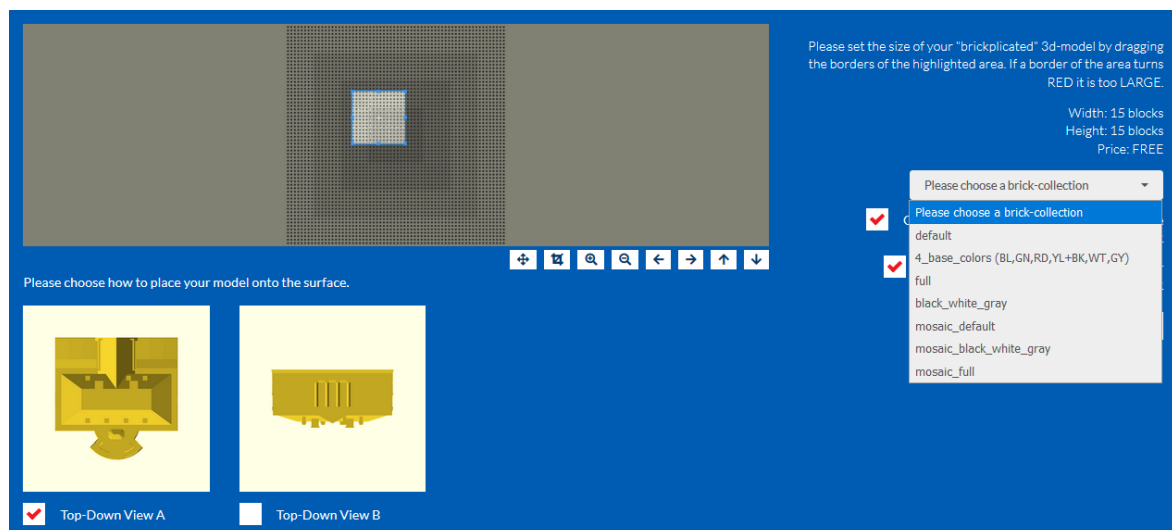 Please set the size of your "brickplicated" 3d-model by dragging
the borders of the highlighted area. If a border of the area turns
RED it is too LARGE.
Width: 15 blocks
Height: 15 blocks
Price: FREE
Please choose a brick-collection
Please choose a brick-collection
default
4_base_colors (BL,GN,RD,YL+BK,WT,GY)
full
black_white_gray
mosaic_default
mosaic_black_white_gray
mosaic_full
Please choose how to place your model onto the surface.
Top-Down View A
Top-Down View B